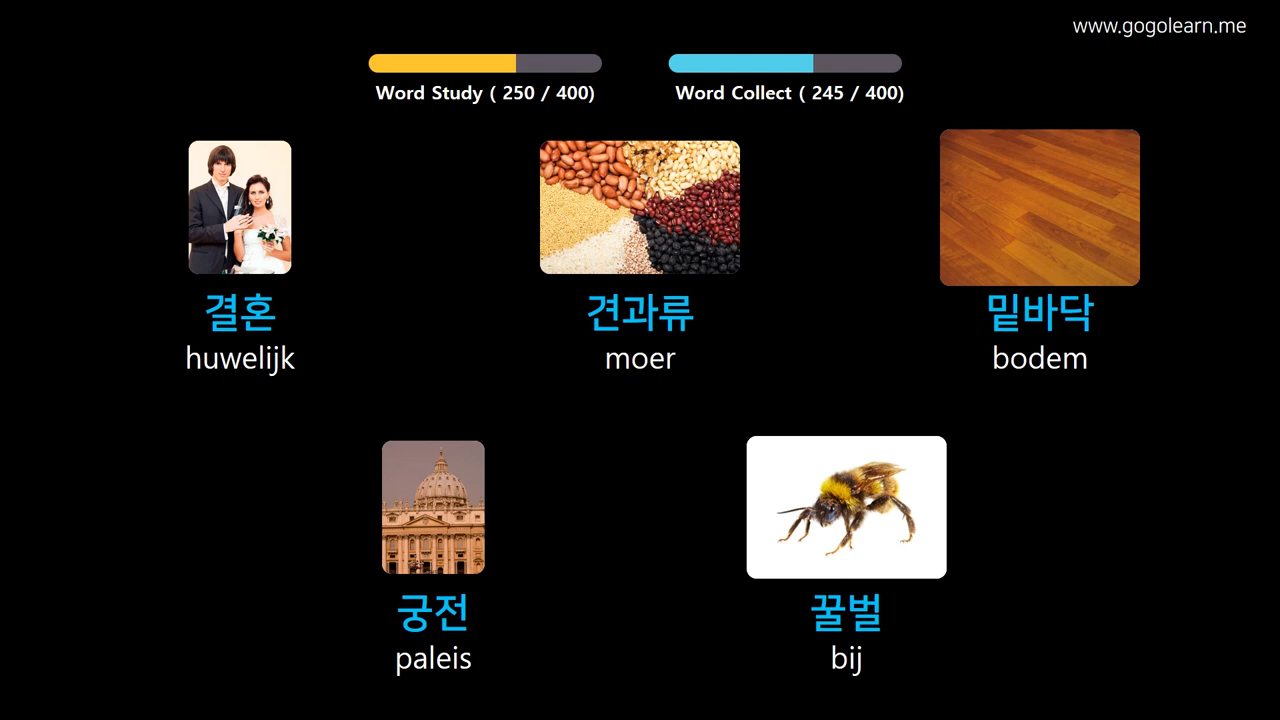 www.gogolearn.me
Word Study ( 250 / 400)
Word Collect ( 245 / 400)
결혼
huwelijk
견과류
moer
밑바닥
bodem
궁전
paleis
꿀벌
bij